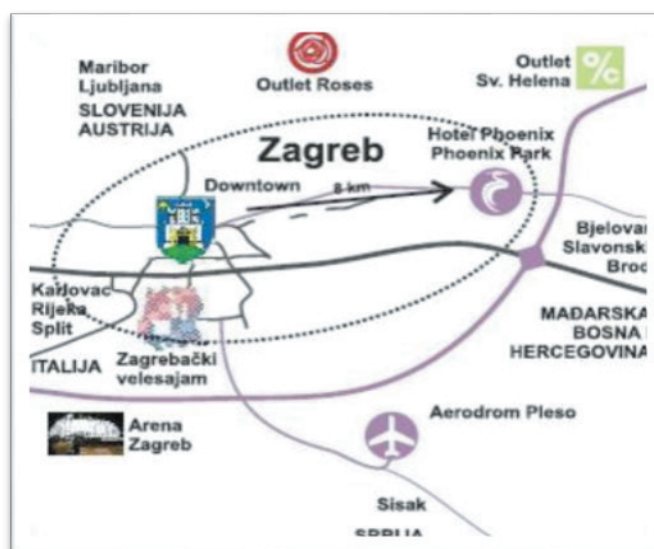 Maribor
Ljubljana
SLOVENIJA
AUSTRIJA
Outlet Roses
Outlet
Sv. Helena
%
Zagreb
Hotel Phoenix
Phoenix Park
Downtown
8 km
Bjelovar
Slavonski
Brod
Karlovac
Rijeka
Split
ITALIJA
Zagrebački
velesajam
MAĐARSKA
BOSNA I
HERCEGOVINA
Arena
Zagreb
Aerodrom Pleso
Sisak
SRBIJA